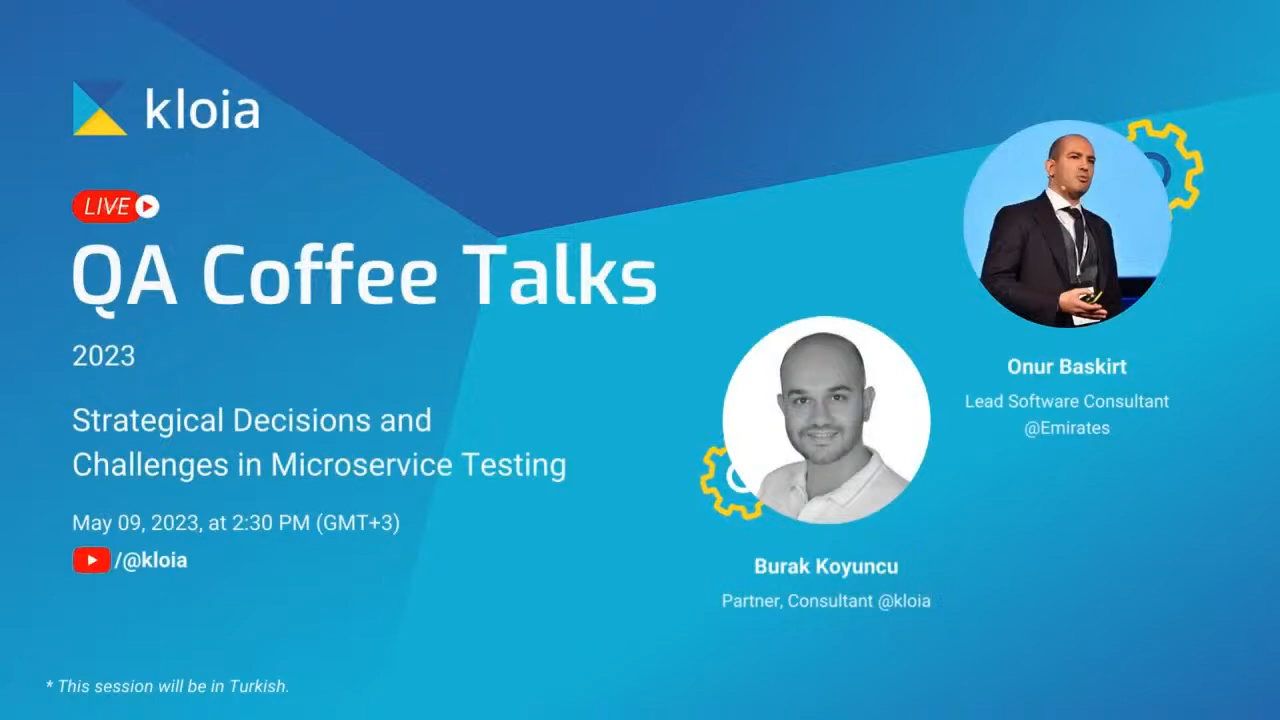 kloia
LIVE
QA Coffee Talks
2023
Strategical Decisions and
Challenges in Microservice Testing
May 09, 2023, at 2:30 PM (GMT+3)
/@kloia
Onur Baskirt
Lead Software Consultant
@Emirates
Burak Koyuncu
Partner, Consultant @kloia
* This session will be in Turkish.